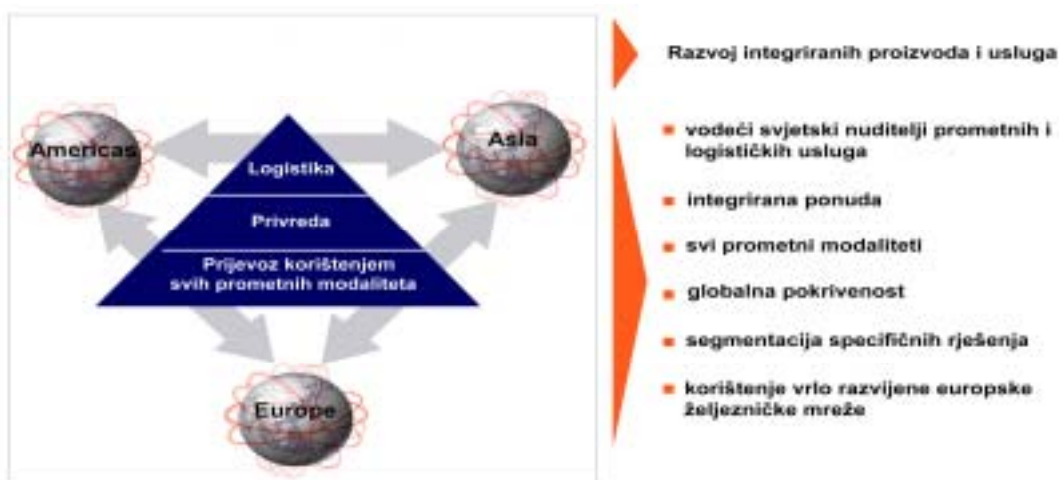 Americas
Asia
Europe
Logistika
Privreda
Prijevoz korištenjem
svih prometnih modaliteta
Razvoj integriranih proizvoda i usluga
vodeći svjetski nuditelji prometnih i
logističkih usluga
integrirana ponuda
svi prometni modaliteti
globalna pokrivenost
segmentacija specifičnih rješenja
korištenje vrlo razvijene europske
željezničke mreže